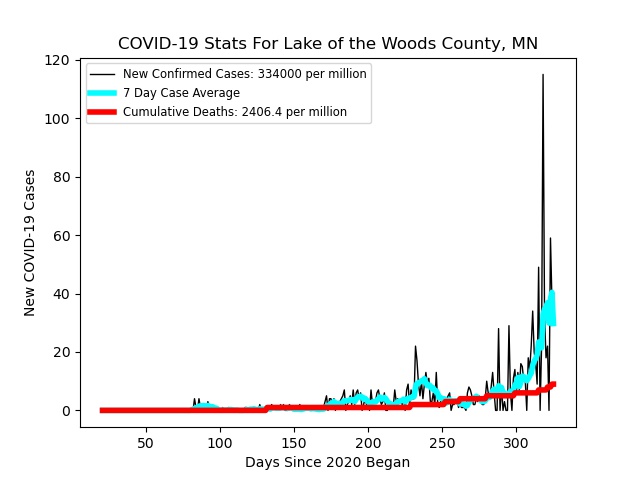 COVID-19 Stats For Lake of the Woods County, MN
New Confirmed Cases: 334000 per million
7 Day Case Average
Cumulative Deaths: 2406.4 per million
New COVID-19 Cases
120
100
80
60
40
20
0
50
100
150
200
250
300
Days Since 2020 Began